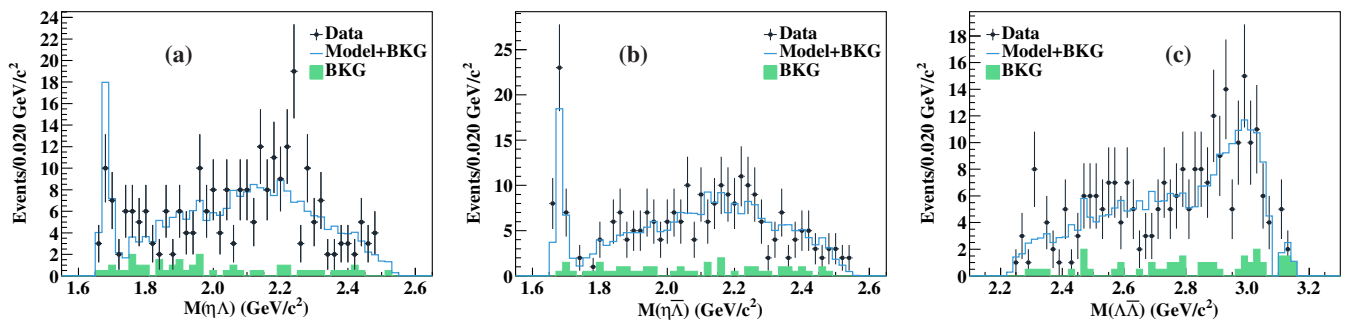 24
22
20
18
16
14
12
10
8
6
4
2
0
Events/0.020 GeV/c²
(a)
Data
Model+BKG
BKG
1.6 1.8 2.0 2.2 2.4 2.6
M(ηΛ) (GeV/c²)
25
20
15
10
5
0
Events/0.020 GeV/c²
(b)
Data
Model+BKG
BKG
1.6 1.8 2.0 2.2 2.4 2.6
M(ηΛ̅) (GeV/c²)
18
16
14
12
10
8
6
4
2
0
Events/0.020 GeV/c²
(c)
Data
Model+BKG
BKG
2.2 2.4 2.6 2.8 3.0 3.2
M(ΛΛ̅) (GeV/c²)